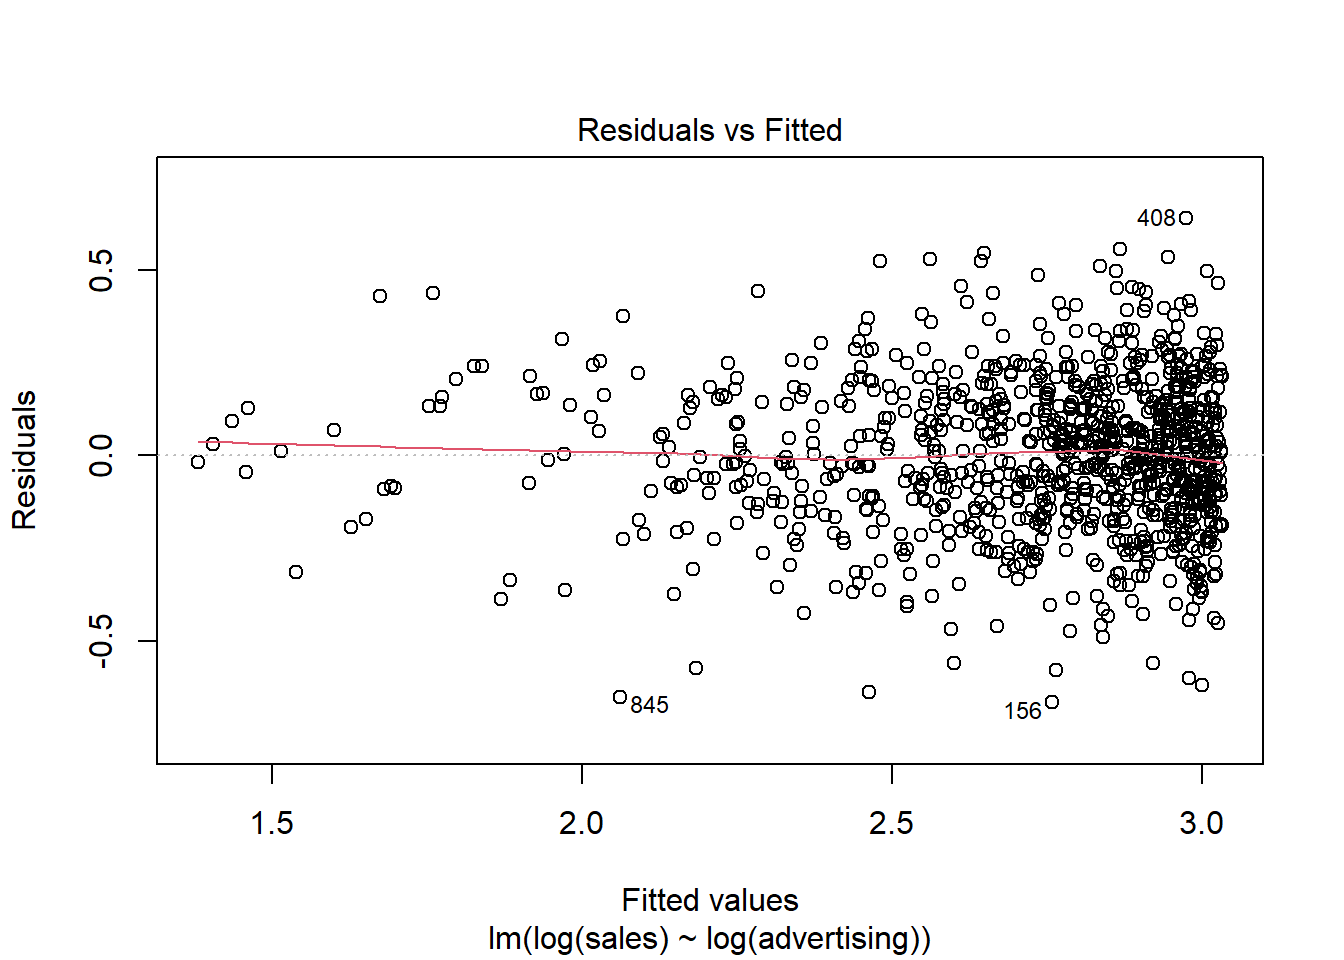 Residuals vs Fitted
Residuals
0.5
0.0
-0.5
408
845
156
1.5
2.0
2.5
3.0
Fitted values
lm(log(sales) ~ log(advertising))